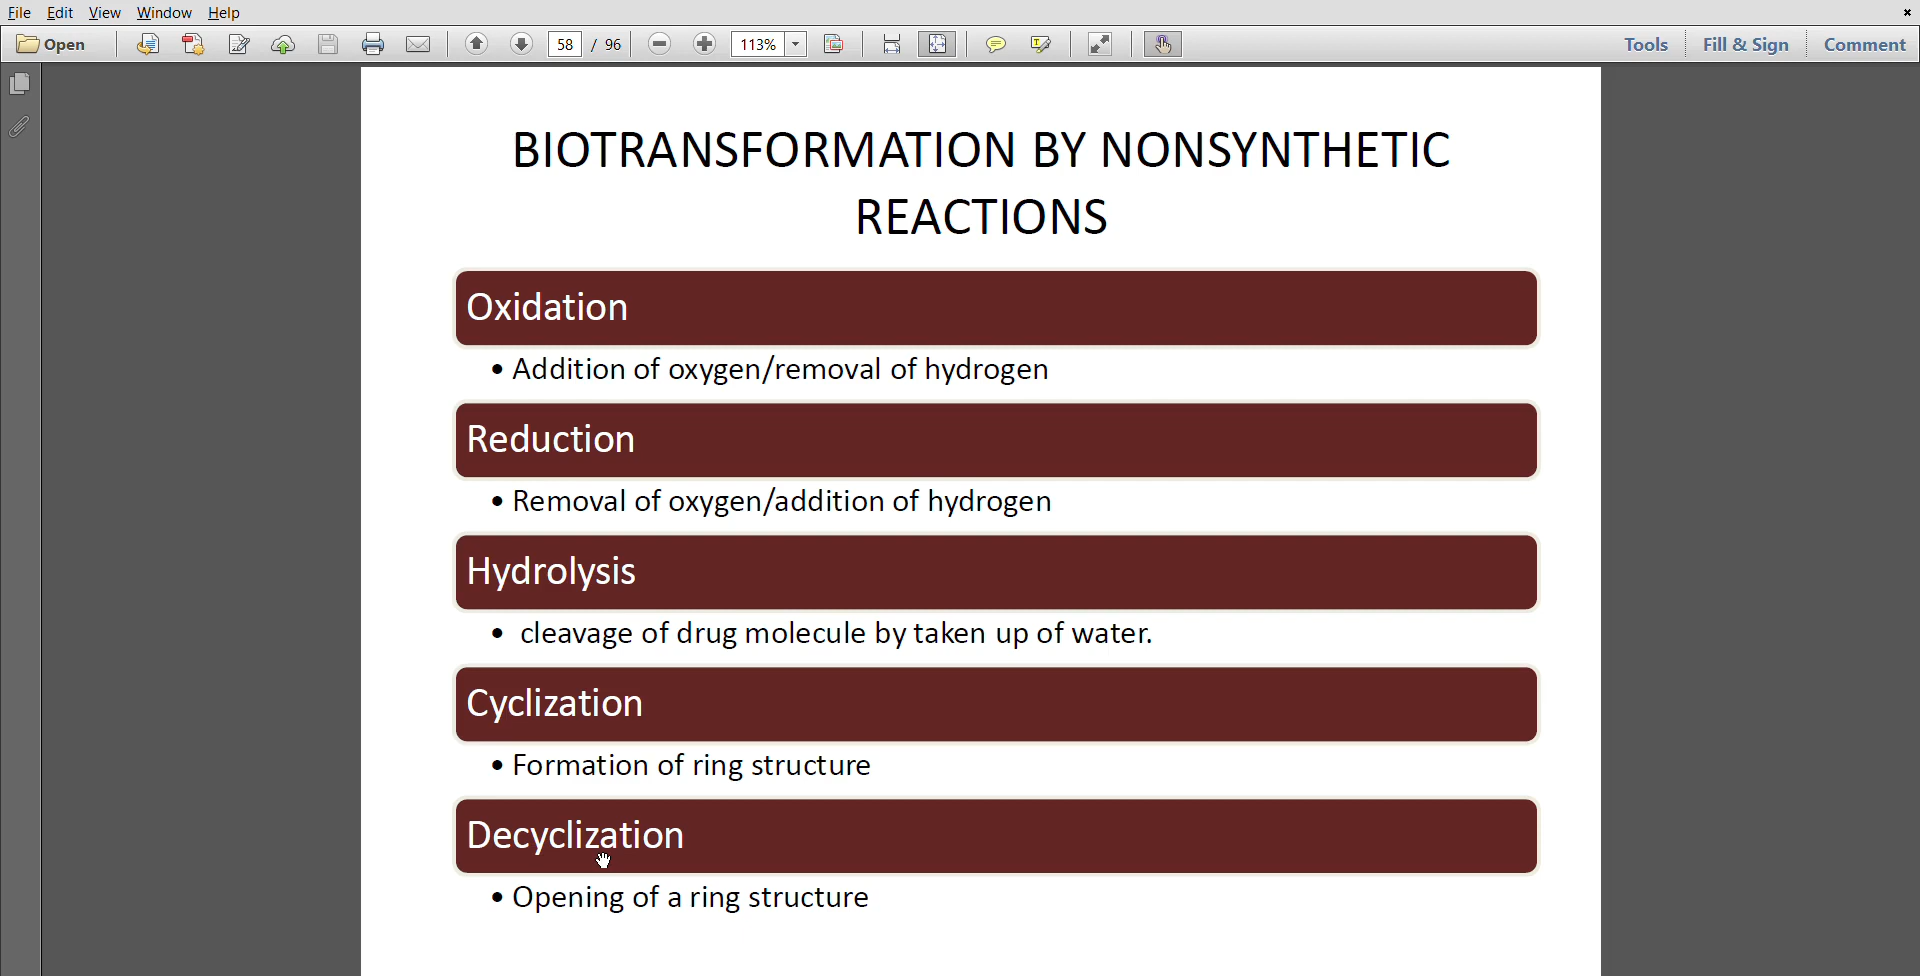 File Edit View Window Help
Open 58 / 96 113% Tools Fill & Sign Comment
BIOTRANSFORMATION BY NONSYNTHETIC
REACTIONS
Oxidation
• Addition of oxygen/removal of hydrogen
Reduction
• Removal of oxygen/addition of hydrogen
Hydrolysis
• cleavage of drug molecule by taken up of water.
Cyclization
• Formation of ring structure
Decyclization
• Opening of a ring structure